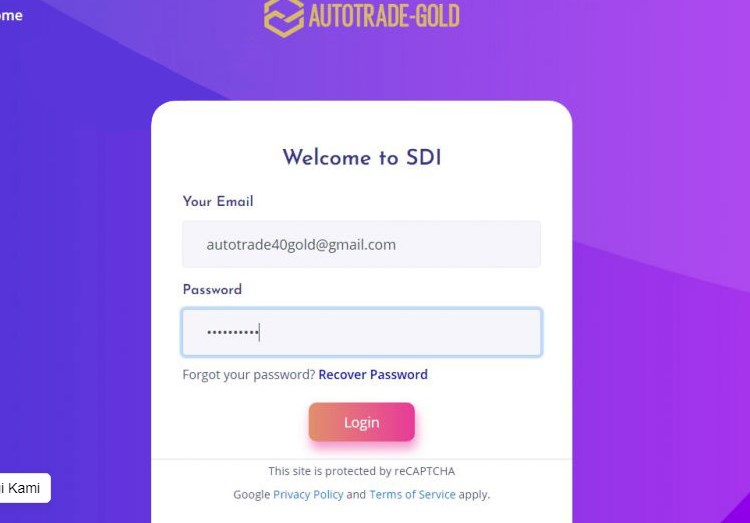 ome
AUTOTRADE-GOLD
Welcome to SDI
Your Email
autotrade40gold@gmail.com
Password
••••••••••
Forgot your password? Recover Password
Login
This site is protected by reCAPTCHA
i Kami
Google Privacy Policy and Terms of Service apply.